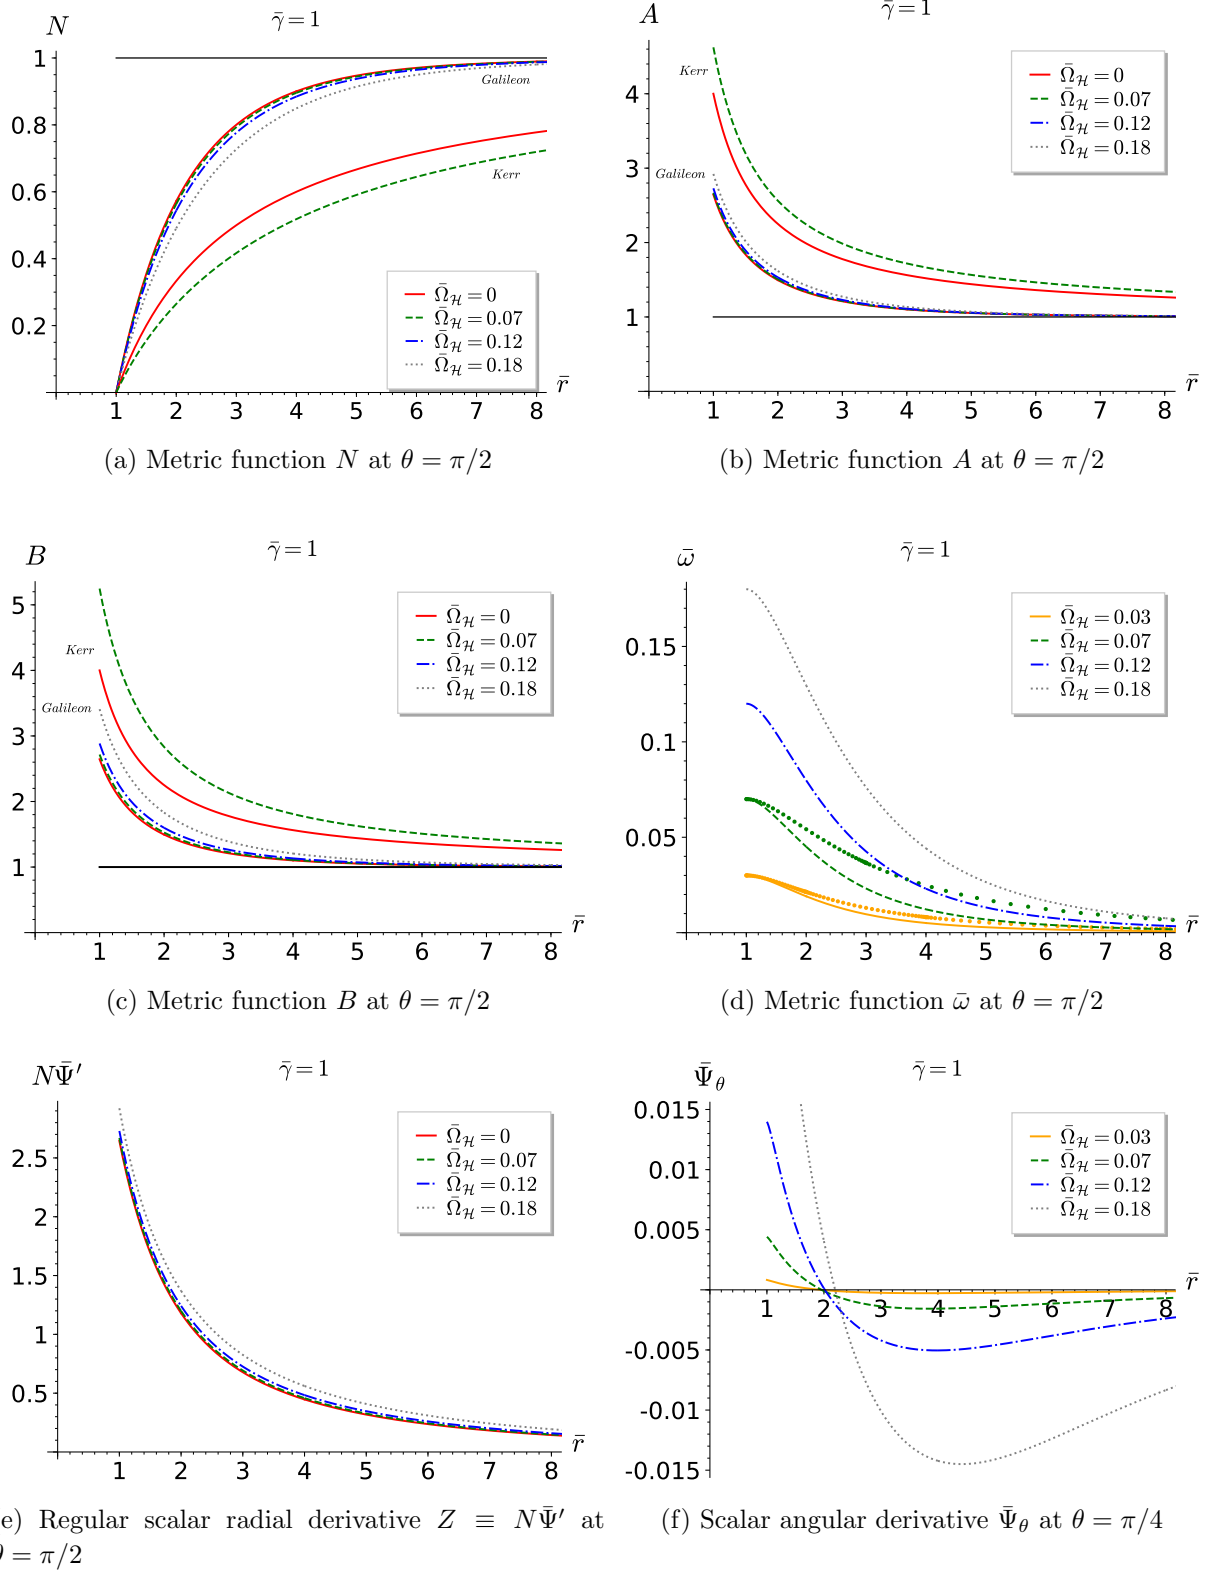 N
γ̄ = 1
1
0.8
0.6
0.4
0.2
Galileon
Kerr
Ω̄_ℋ = 0
Ω̄_ℋ = 0.07
Ω̄_ℋ = 0.12
Ω̄_ℋ = 0.18
r̄
1 2 3 4 5 6 7 8
(a) Metric function N at θ = π/2
A
γ̄ = 1
Kerr
Galileon
4
3
2
1
Ω̄_ℋ = 0
Ω̄_ℋ = 0.07
Ω̄_ℋ = 0.12
Ω̄_ℋ = 0.18
r̄
1 2 3 4 5 6 7 8
(b) Metric function A at θ = π/2
B
γ̄ = 1
5
4
3
2
1
Kerr
Galileon
Ω̄_ℋ = 0
Ω̄_ℋ = 0.07
Ω̄_ℋ = 0.12
Ω̄_ℋ = 0.18
r̄
1 2 3 4 5 6 7 8
(c) Metric function B at θ = π/2
ω̄
γ̄ = 1
0.15
0.1
0.05
Ω̄_ℋ = 0.03
Ω̄_ℋ = 0.07
Ω̄_ℋ = 0.12
Ω̄_ℋ = 0.18
r̄
1 2 3 4 5 6 7 8
(d) Metric function ω̄ at θ = π/2
NΨ̄′
γ̄ = 1
2.5
2
1.5
1
0.5
Ω̄_ℋ = 0
Ω̄_ℋ = 0.07
Ω̄_ℋ = 0.12
Ω̄_ℋ = 0.18
r̄
1 2 3 4 5 6 7 8
e) Regular scalar radial derivative Z ≡ NΨ̄′ at
θ = π/2
Ψ̄_θ
γ̄ = 1
0.015
0.01
0.005
-0.005
-0.01
-0.015
Ω̄_ℋ = 0.03
Ω̄_ℋ = 0.07
Ω̄_ℋ = 0.12
Ω̄_ℋ = 0.18
r̄
1 2 3 4 5 6 7 8
(f) Scalar angular derivative Ψ̄_θ at θ = π/4